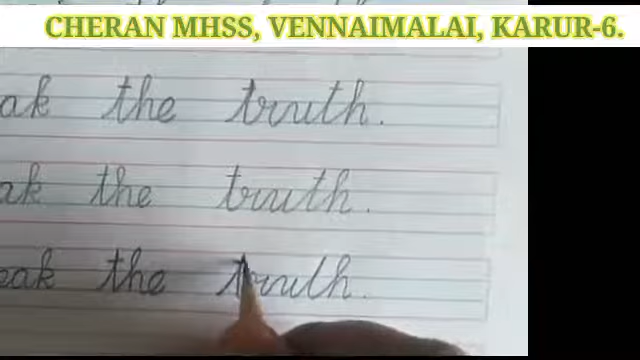 CHERAN MHSS, VENNAIMALAI, KARUR-6.
ak the truth.
ak the truth.
eak the truth.